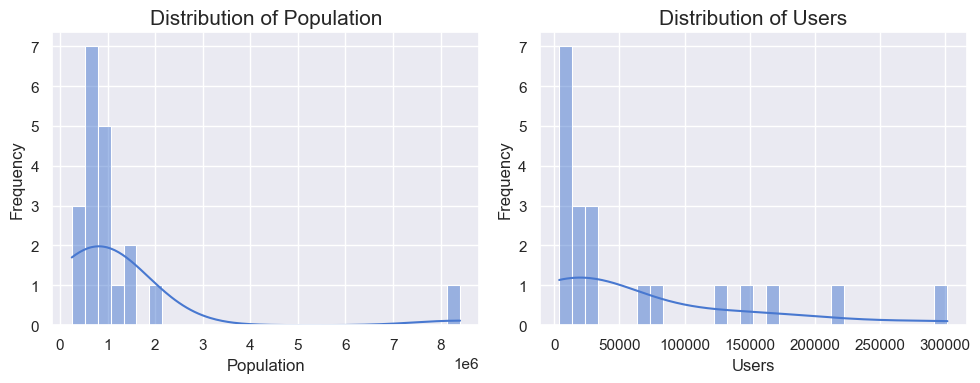 Distribution of Population
Frequency
7
6
5
4
3
2
1
0
0 1 2 3 4 5 6 7 8
1e6
Population
Distribution of Users
Frequency
7
6
5
4
3
2
1
0
0 50000 100000 150000 200000 250000 300000
Users